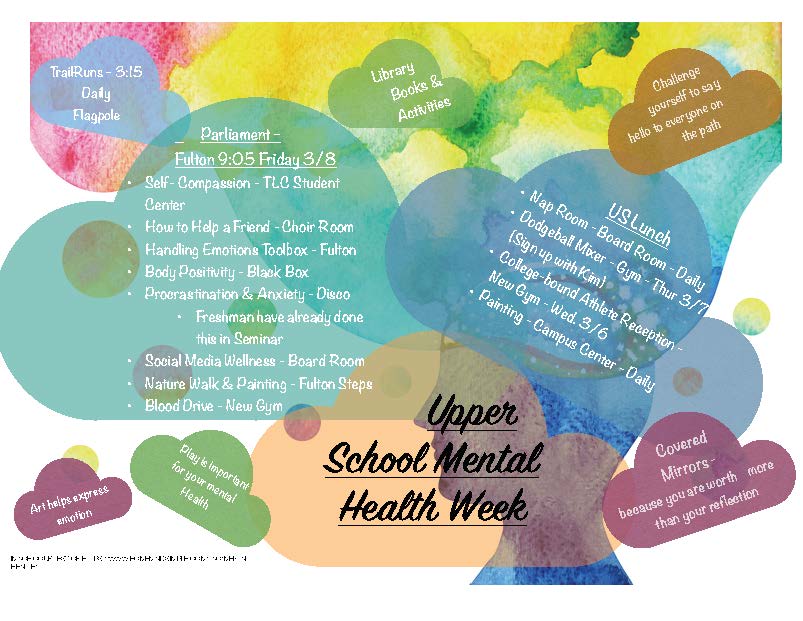 TrailRuns - 3:15
Daily
Flagpole
Library
Books &
Activities
Challenge
yourself to say
hello to everyone on
the path
Parliament -
Fulton 9:05 Friday 3/8
• Self- Compassion - TLC Student
Center
• How to Help a Friend - Choir Room
• Handling Emotions Toolbox - Fulton
• Body Positivity - Black Box
• Procrastination & Anxiety - Disco
• Freshman have already done
this in Seminar
• Social Media Wellness - Board Room
• Nature Walk & Painting - Fulton Steps
• Blood Drive - New Gym
US Lunch
• Nap Room - Board Room - Daily
• Dodgeball Mixer - Gym - Thur 3/7
(Sign up with Kim)
• College-bound Athlete Reception -
New Gym - Wed. 3/6
• Painting - Campus Center - Daily
Upper
School Mental
Health Week
Art helps express
emotion
Play is important
for your mental
Health
Covered
Mirrors -
because you are worth more
than your reflection